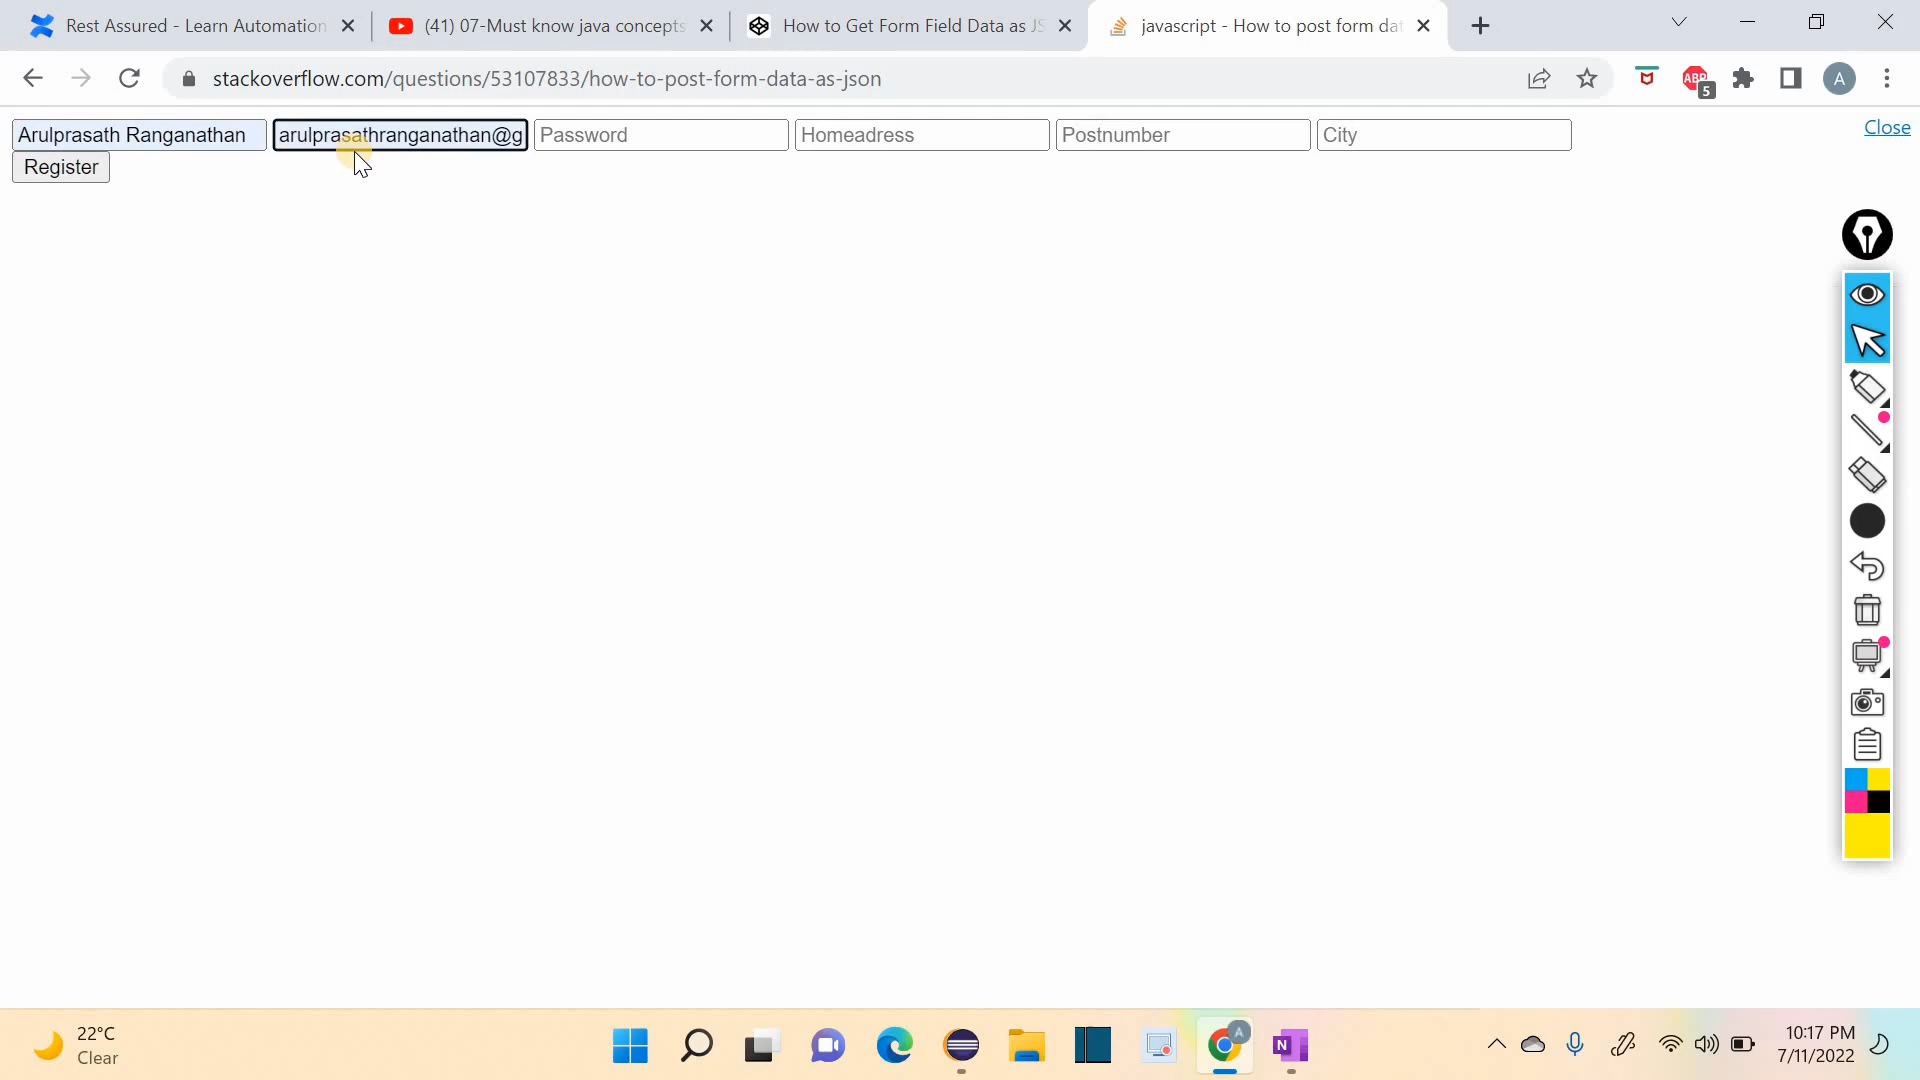 Rest Assured - Learn Automation
(41) 07-Must know java concepts
How to Get Form Field Data as JS
javascript - How to post form dat
stackoverflow.com/questions/53107833/how-to-post-form-data-as-json
ABP
5
A
Arulprasath Ranganathan arulprasathranganathan@g Password Homeadress Postnumber City
Close
Register
22°C
Clear
A
N
10:17 PM
7/11/2022